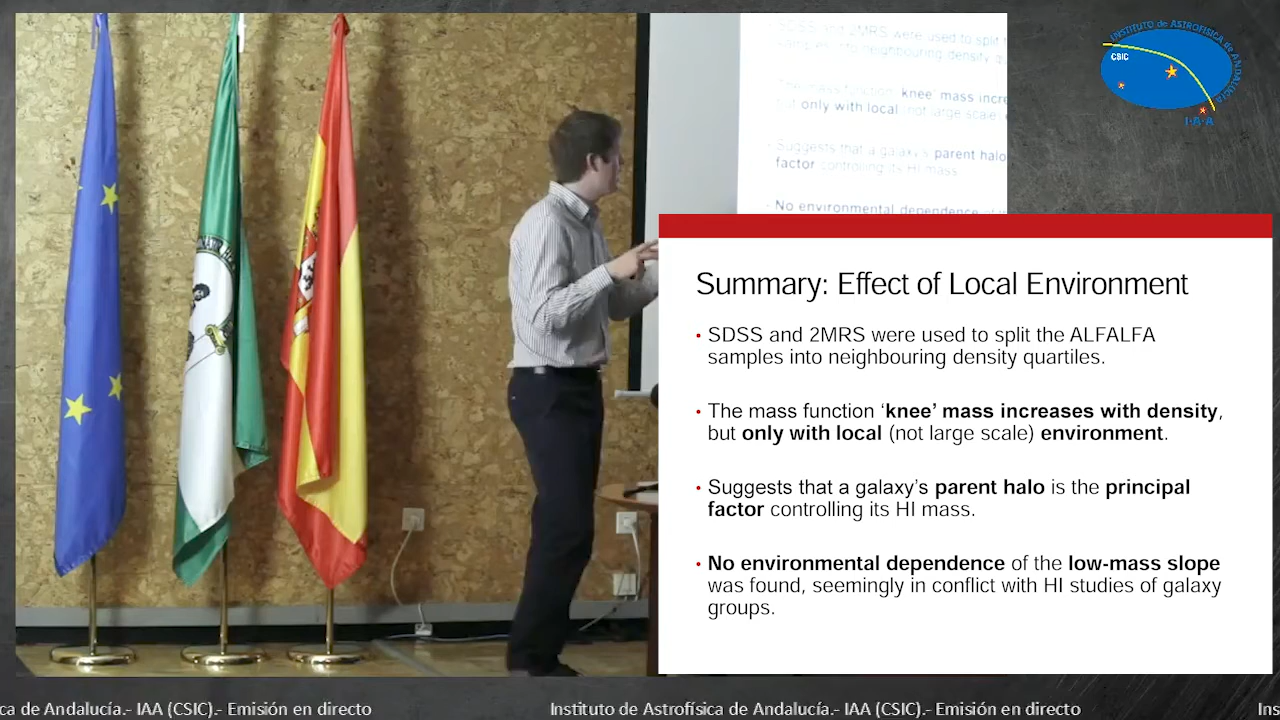 SDSS and 2MRS were used to split
samples into neighbouring density
The mass function 'knee' mass incre
but only with local (not large scale)
Suggests that a galaxy's parent halo
factor controlling its HI mass
No environmental dependence
INSTITUTO de ASTROFÍSICA de ANDALUCÍA
CSIC
I-A-A
Summary: Effect of Local Environment
• SDSS and 2MRS were used to split the ALFALFA
samples into neighbouring density quartiles.
• The mass function ‘knee’ mass increases with density,
but only with local (not large scale) environment.
• Suggests that a galaxy’s parent halo is the principal
factor controlling its HI mass.
• No environmental dependence of the low-mass slope
was found, seemingly in conflict with HI studies of galaxy
groups.
ca de Andalucía.- IAA (CSIC).- Emisión en directo
Instituto de Astrofísica de Andalucía.- IAA (CSIC).- Emisión en directo
Ins